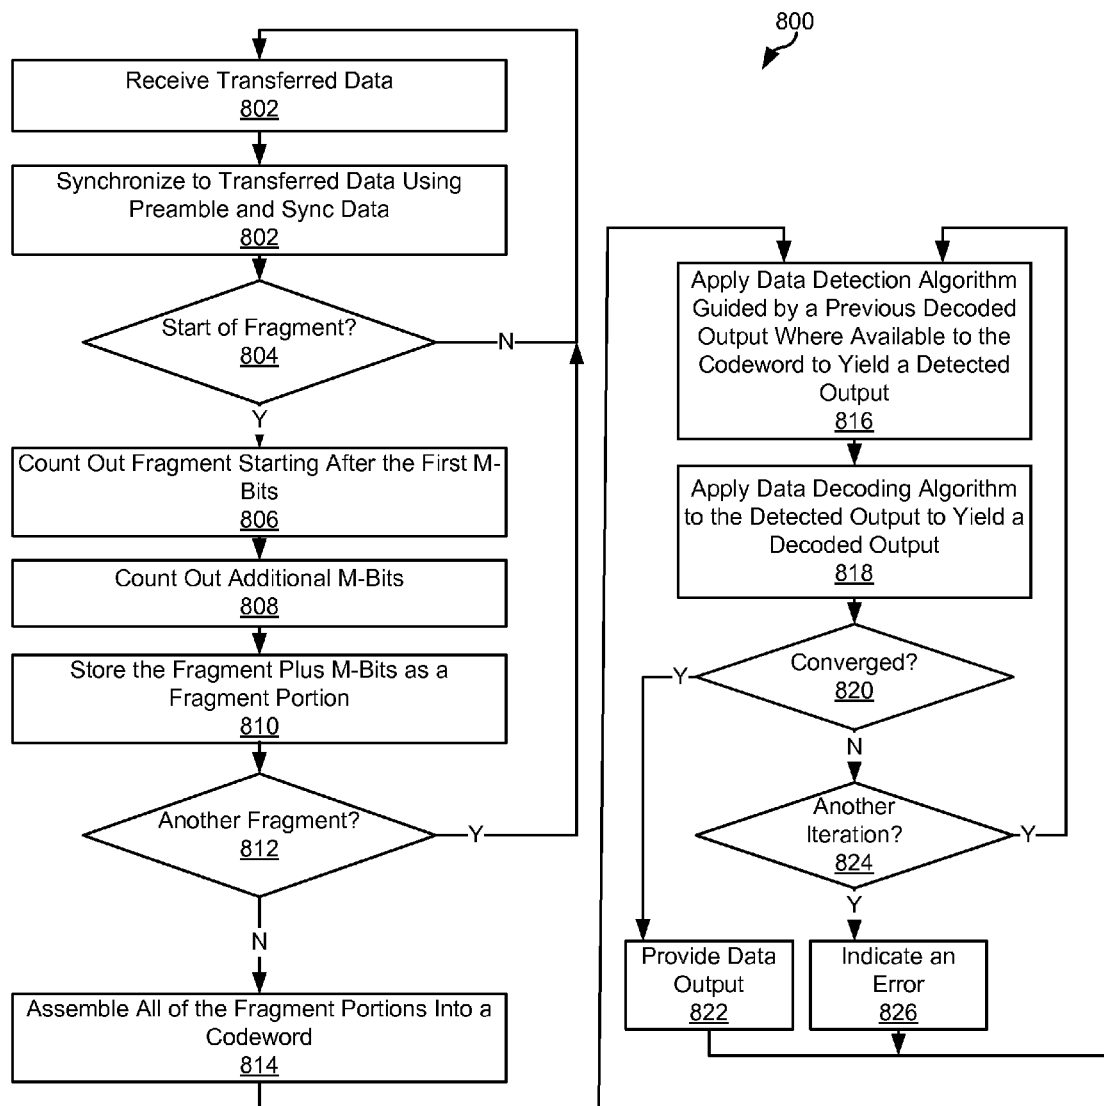 800
Receive Transferred Data
802
Synchronize to Transferred Data Using
Preamble and Sync Data
802
Start of Fragment?
804
N
Y
Count Out Fragment Starting After the First M-
Bits
806
Count Out Additional M-Bits
808
Store the Fragment Plus M-Bits as a
Fragment Portion
810
Another Fragment?
812
Y
N
Assemble All of the Fragment Portions Into a
Codeword
814
Apply Data Detection Algorithm
Guided by a Previous Decoded
Output Where Available to the
Codeword to Yield a Detected
Output
816
Apply Data Decoding Algorithm
to the Detected Output to Yield a
Decoded Output
818
Converged?
820
Y
N
Another
Iteration?
824
Y
Y
Provide Data
Output
822
Indicate an
Error
826